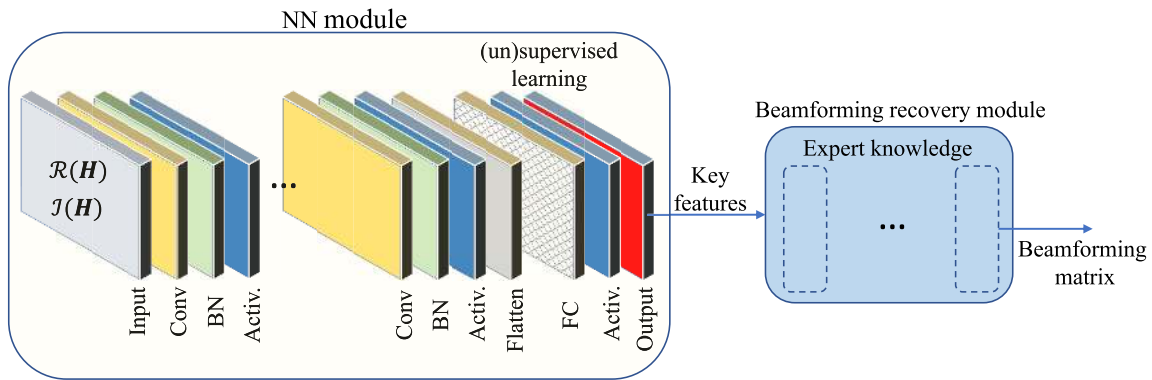 NN module
(un)supervised
learning
ℛ(𝑯)
ℐ(𝑯)
...
Input
Conv
BN
Activ.
Conv
BN
Activ.
Flatten
FC
Activ.
Output
Key
features
Beamforming recovery module
Expert knowledge
...
Beamforming
matrix